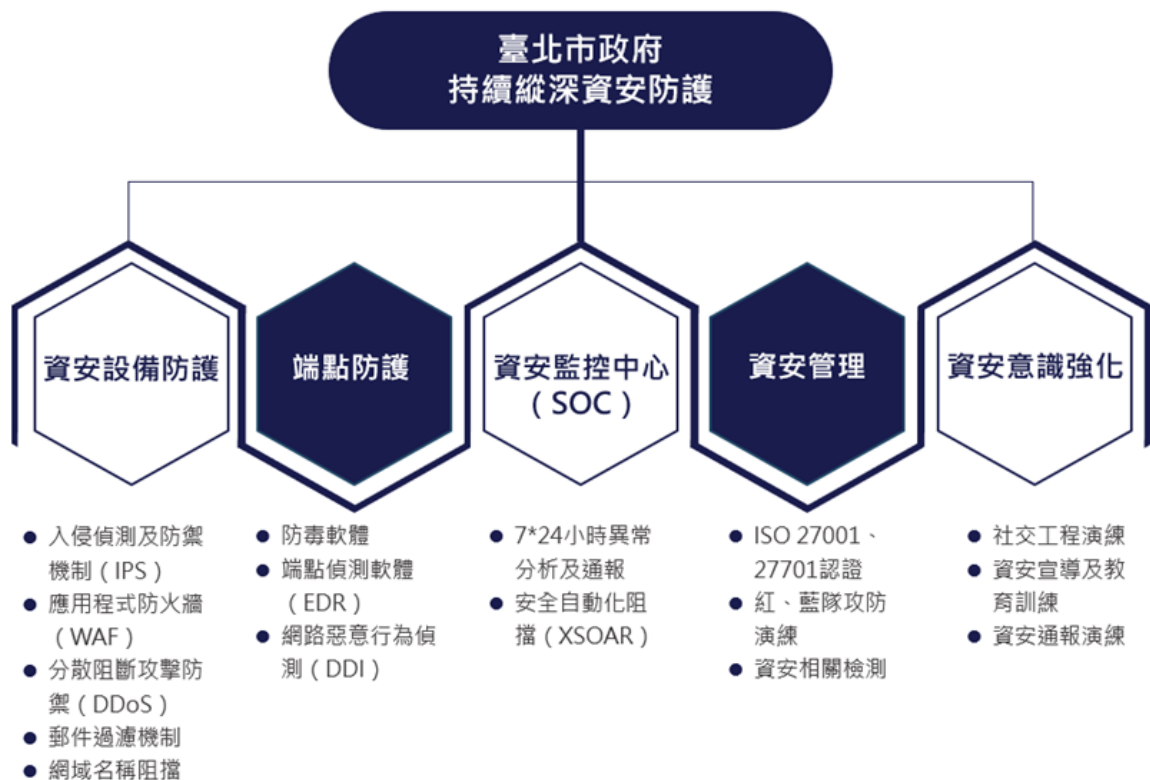 臺北市政府
持續縱深資安防護
資安設備防護
端點防護
資安監控中心
（SOC）
資安管理
資安意識強化
● 入侵偵測及防禦
機制（IPS）
● 應用程式防火牆
（WAF）
● 分散阻斷攻擊防
禦（DDoS）
● 郵件過濾機制
● 網域名稱阻擋
● 防毒軟體
● 端點偵測軟體
（EDR）
● 網路惡意行為偵
測（DDI）
● 7*24小時異常
分析及通報
● 安全自動化阻
擋（XSOAR）
● ISO 27001、
27701認證
● 紅、藍隊攻防
演練
● 資安相關檢測
● 社交工程演練
● 資安宣導及教
育訓練
● 資安通報演練